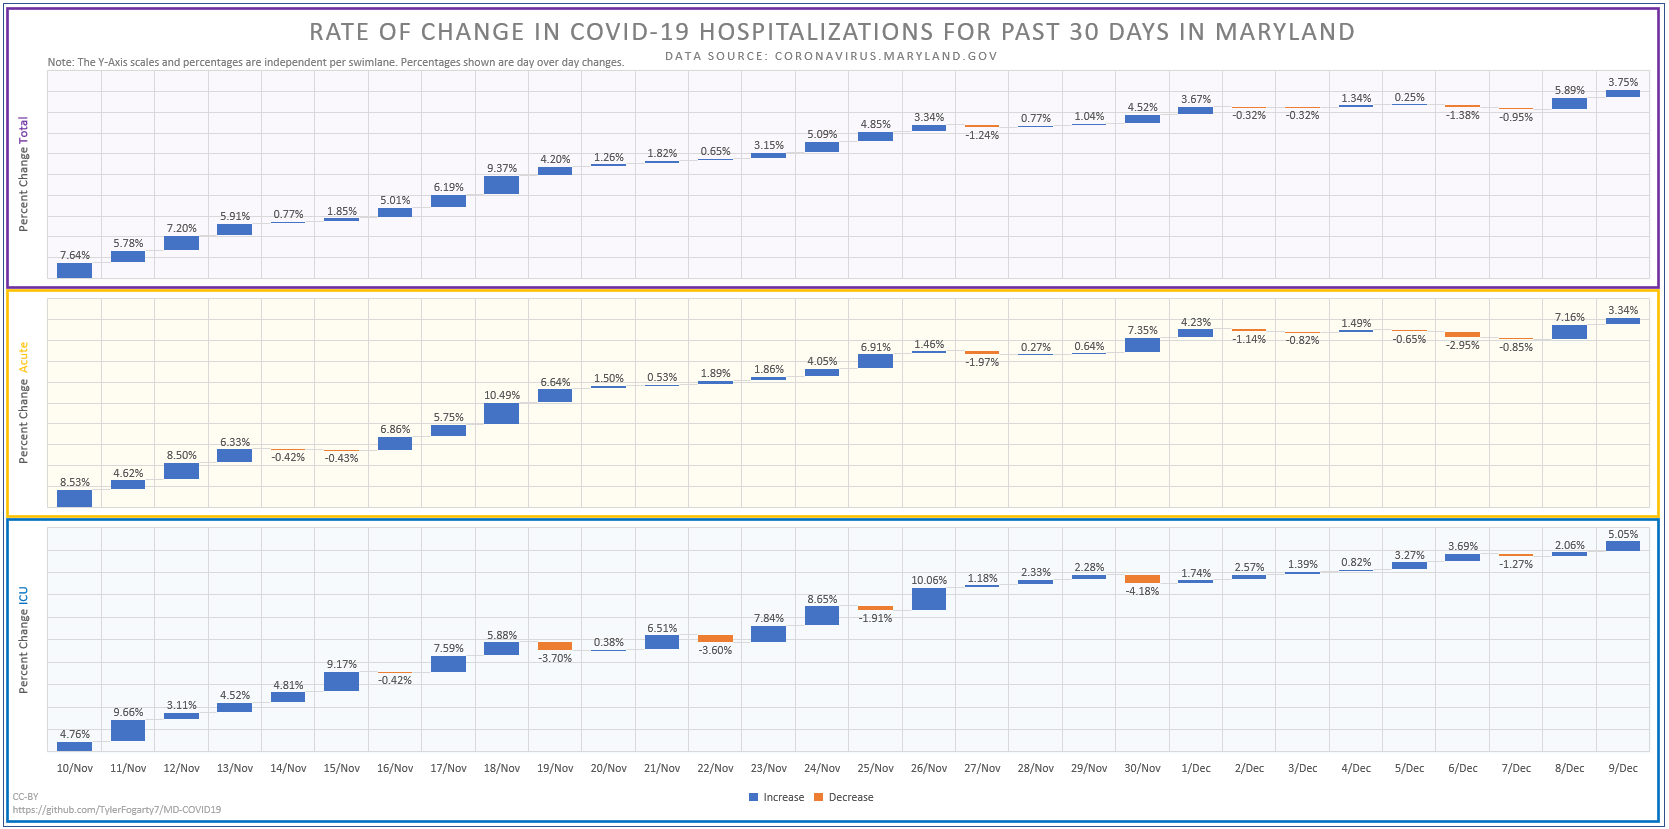 RATE OF CHANGE IN COVID-19 HOSPITALIZATIONS FOR PAST 30 DAYS IN MARYLAND
DATA SOURCE: CORONAVIRUS.MARYLAND.GOV
Note: The Y-Axis scales and percentages are independent per swimlane. Percentages shown are day over day changes.
Percent Change Total
7.64% 5.78% 7.20% 5.91% 0.77% 1.85% 5.01% 6.19% 9.37% 4.20% 1.26% 1.82% 0.65% 3.15% 5.09% 4.85% 3.34% -1.24% 0.77% 1.04% 4.52% 3.67% -0.32% -0.32% 1.34% 0.25% -1.38% -0.95% 5.89% 3.75%
Percent Change Acute
8.53% 4.62% 8.50% 6.33% -0.42% -0.43% 6.86% 5.75% 10.49% 6.64% 1.50% 0.53% 1.89% 1.86% 4.05% 6.91% 1.46% -1.97% 0.27% 0.64% 7.35% 4.23% -1.14% -0.82% 1.49% -0.65% -2.95% -0.85% 7.16% 3.34%
Percent Change ICU
4.76% 9.66% 3.11% 4.52% 4.81% 9.17% -0.42% 7.59% 5.88% -3.70% 0.38% 6.51% -3.60% 7.84% 8.65% -1.91% 10.06% 1.18% 2.33% 2.28% -4.18% 1.74% 2.57% 1.39% 0.82% 3.27% 3.69% -1.27% 2.06% 5.05%
10/Nov 11/Nov 12/Nov 13/Nov 14/Nov 15/Nov 16/Nov 17/Nov 18/Nov 19/Nov 20/Nov 21/Nov 22/Nov 23/Nov 24/Nov 25/Nov 26/Nov 27/Nov 28/Nov 29/Nov 30/Nov 1/Dec 2/Dec 3/Dec 4/Dec 5/Dec 6/Dec 7/Dec 8/Dec 9/Dec
Increase Decrease
CC-BY
https://github.com/TylerFogarty7/MD-COVID19